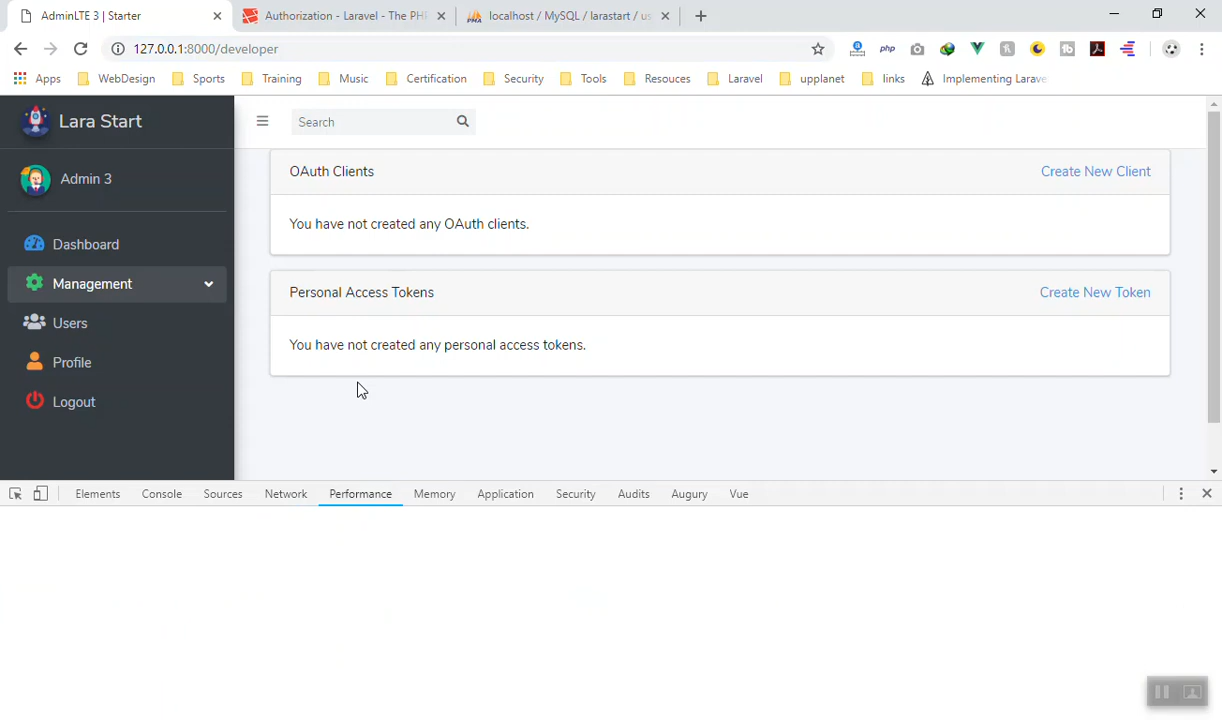 AdminLTE 3 | Starter
Authorization - Laravel - The PH
localhost / MySQL / larastart / us
127.0.0.1:8000/developer
php
Apps
WebDesign
Sports
Training
Music
Certification
Security
Tools
Resouces
Laravel
upplanet
links
Implementing Larave
Lara Start
Search
OAuth Clients
Create New Client
Admin 3
You have not created any OAuth clients.
Dashboard
Management
Personal Access Tokens
Create New Token
Users
You have not created any personal access tokens.
Profile
Logout
Elements
Console
Sources
Network
Performance
Memory
Application
Security
Audits
Augury
Vue